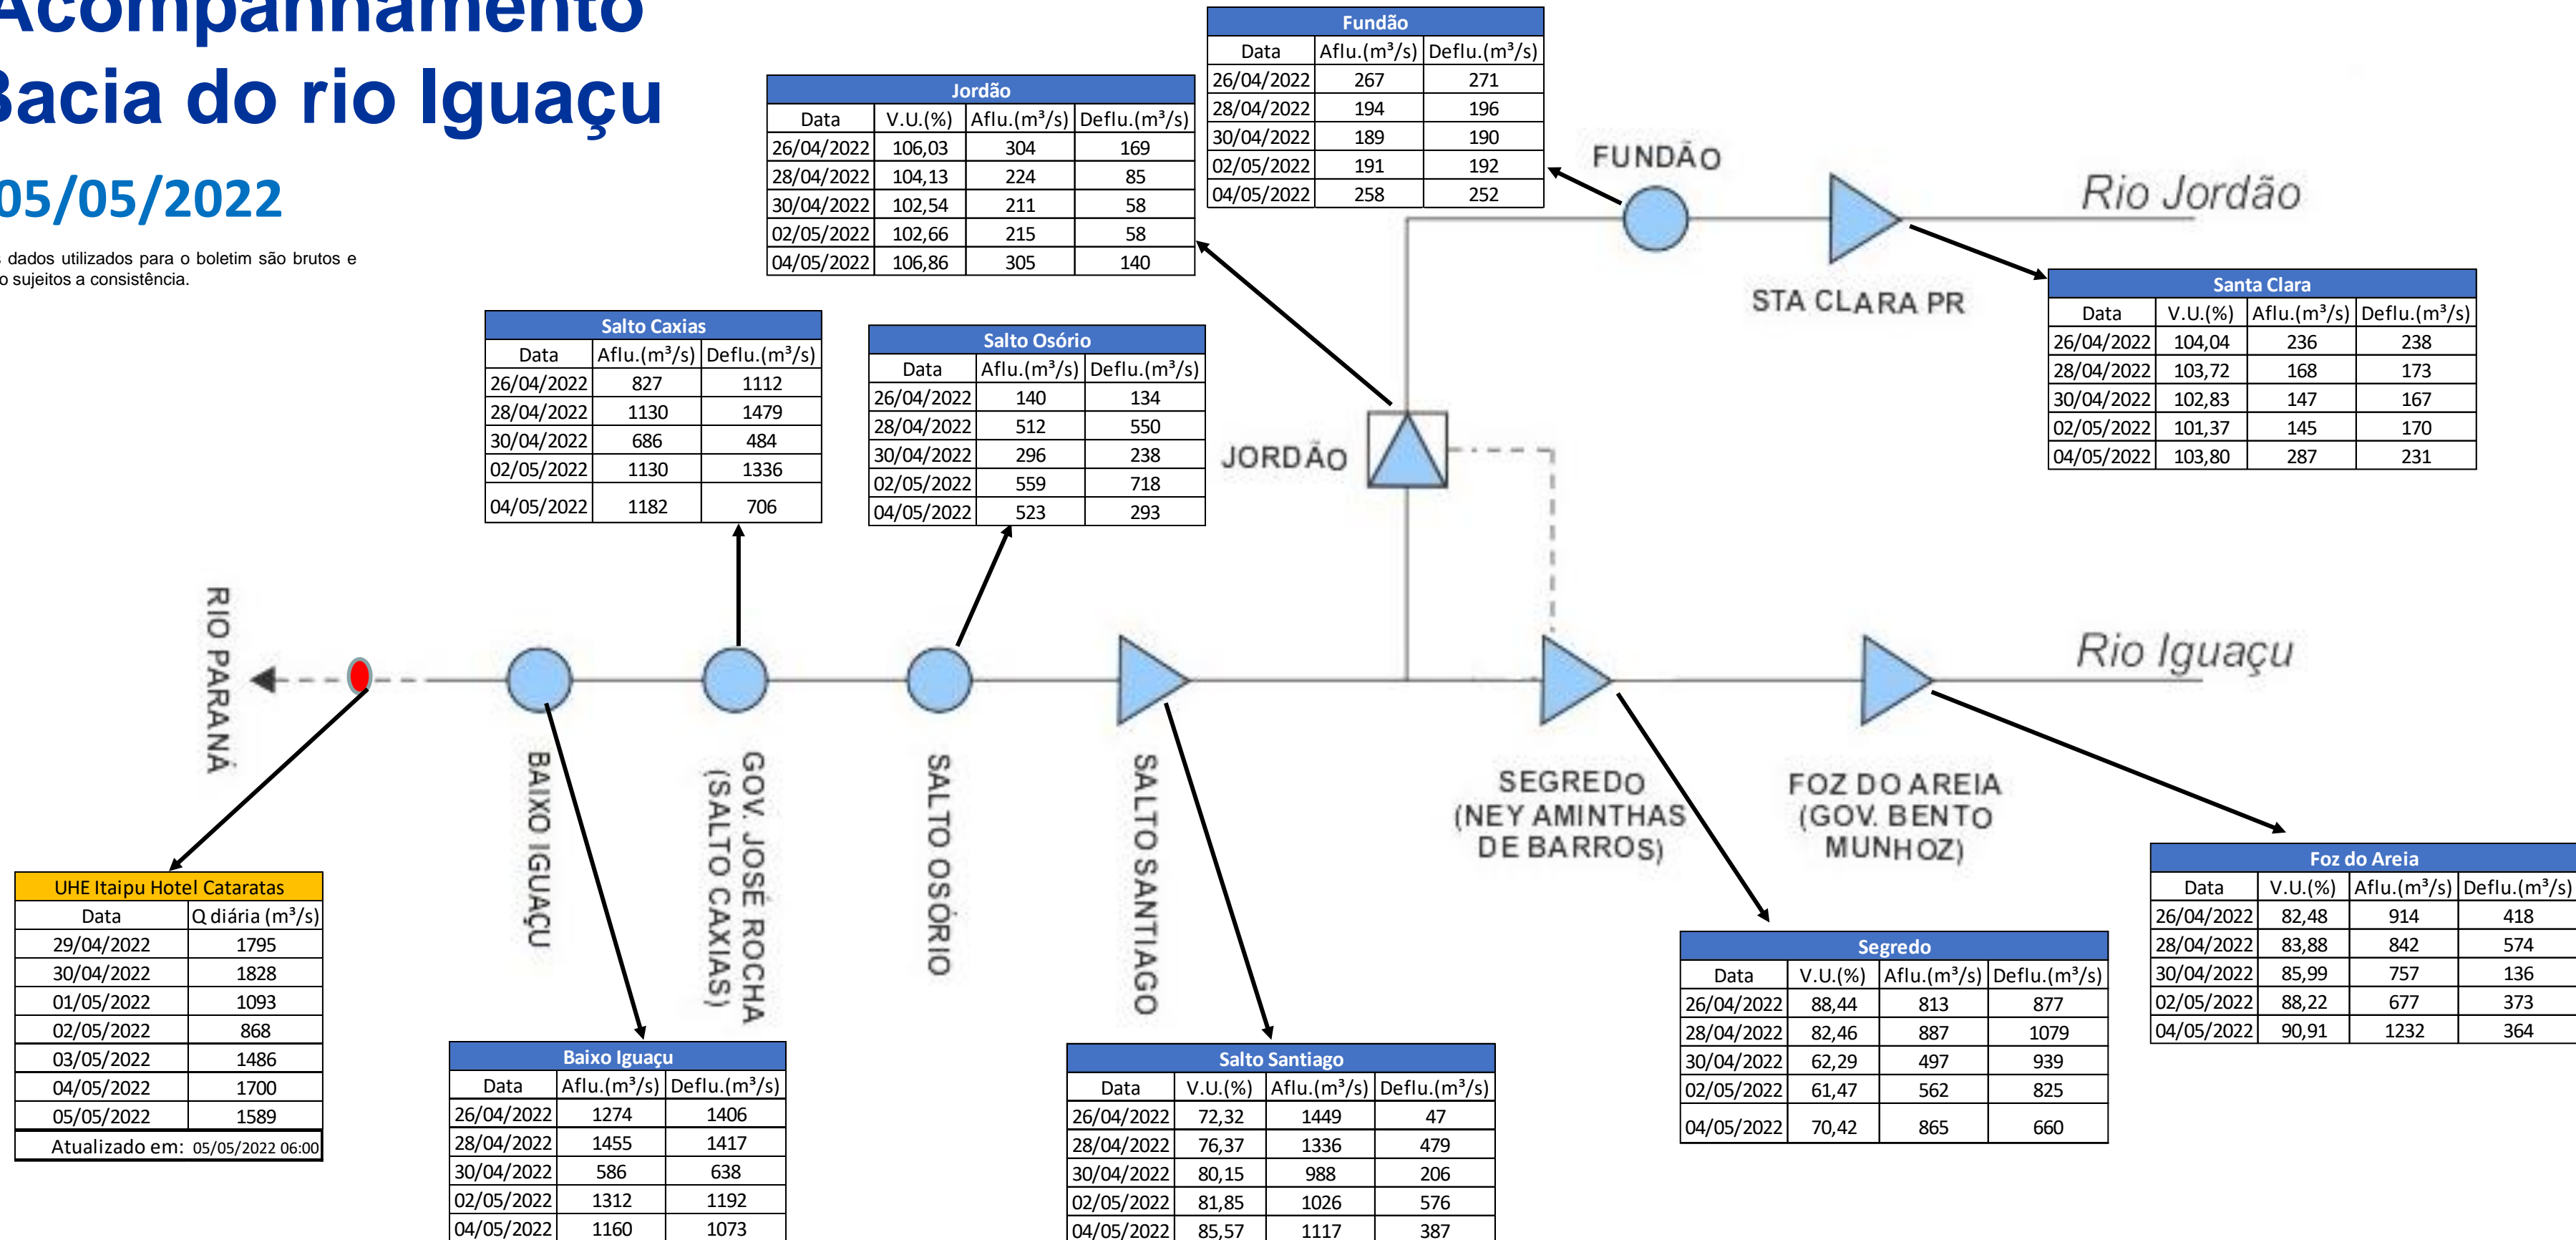 Acompanhamento
Bacia do rio Iguaçu
05/05/2022
dados utilizados para o boletim são brutos e
sujeitos a consistência.
Fundão
Data Aflu.(m³/s) Deflu.(m³/s)
26/04/2022 267 271
28/04/2022 194 196
30/04/2022 189 190
02/05/2022 191 192
04/05/2022 258 252
Jordão
Data V.U.(%) Aflu.(m³/s) Deflu.(m³/s)
26/04/2022 106,03 304 169
28/04/2022 104,13 224 85
30/04/2022 102,54 211 58
02/05/2022 102,66 215 58
04/05/2022 106,86 305 140
FUNDÃO
Rio Jordão
STA CLARA PR
Santa Clara
Data V.U.(%) Aflu.(m³/s) Deflu.(m³/s)
26/04/2022 104,04 236 238
28/04/2022 103,72 168 173
30/04/2022 102,83 147 167
02/05/2022 101,37 145 170
04/05/2022 103,80 287 231
Salto Caxias
Data Aflu.(m³/s) Deflu.(m³/s)
26/04/2022 827 1112
28/04/2022 1130 1479
30/04/2022 686 484
02/05/2022 1130 1336
04/05/2022 1182 706
Salto Osório
Data Aflu.(m³/s) Deflu.(m³/s)
26/04/2022 140 134
28/04/2022 512 550
30/04/2022 296 238
02/05/2022 559 718
04/05/2022 523 293
JORDÃO
RIO PARANÁ
Rio Iguaçu
BAIXO IGUAÇU
GOV. JOSÉ ROCHA
(SALTO CAXIAS)
SALTO OSÓRIO
SALTO SANTIAGO
SEGREDO
(NEY AMINTHAS
DE BARROS)
FOZ DO AREIA
(GOV. BENTO
MUNHOZ)
UHE Itaipu Hotel Cataratas
Data Q diária (m³/s)
29/04/2022 1795
30/04/2022 1828
01/05/2022 1093
02/05/2022 868
03/05/2022 1486
04/05/2022 1700
05/05/2022 1589
Atualizado em: 05/05/2022 06:00
Baixo Iguaçu
Data Aflu.(m³/s) Deflu.(m³/s)
26/04/2022 1274 1406
28/04/2022 1455 1417
30/04/2022 586 638
02/05/2022 1312 1192
04/05/2022 1160 1073
Salto Santiago
Data V.U.(%) Aflu.(m³/s) Deflu.(m³/s)
26/04/2022 72,32 1449 47
28/04/2022 76,37 1336 479
30/04/2022 80,15 988 206
02/05/2022 81,85 1026 576
04/05/2022 85,57 1117 387
Segredo
Data V.U.(%) Aflu.(m³/s) Deflu.(m³/s)
26/04/2022 88,44 813 877
28/04/2022 82,46 887 1079
30/04/2022 62,29 497 939
02/05/2022 61,47 562 825
04/05/2022 70,42 865 660
Foz do Areia
Data V.U.(%) Aflu.(m³/s) Deflu.(m³/s)
26/04/2022 82,48 914 418
28/04/2022 83,88 842 574
30/04/2022 85,99 757 136
02/05/2022 88,22 677 373
04/05/2022 90,91 1232 364